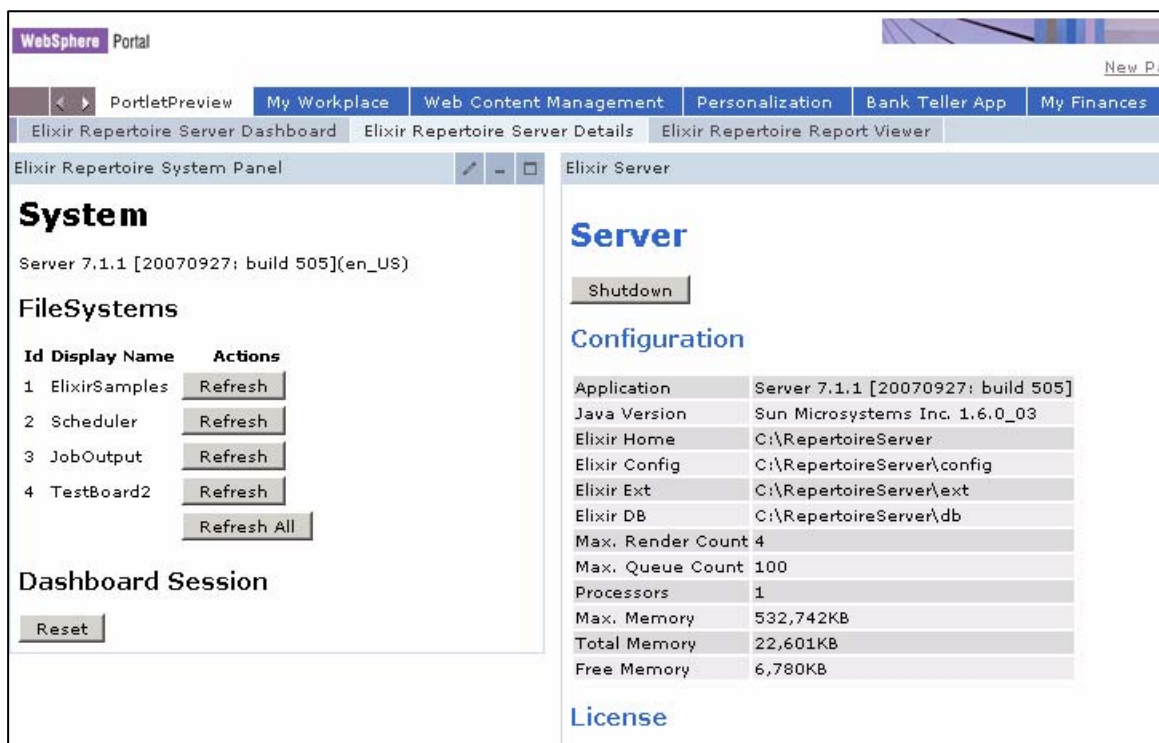 WebSphere Portal
New Pa
PortletPreview My Workplace Web Content Management Personalization Bank Teller App My Finances
Elixir Repertoire Server Dashboard Elixir Repertoire Server Details Elixir Repertoire Report Viewer
Elixir Repertoire System Panel
System
Server 7.1.1 [20070927: build 505](en_US)
FileSystems
Id Display Name Actions
1 ElixirSamples Refresh
2 Scheduler Refresh
3 JobOutput Refresh
4 TestBoard2 Refresh
Refresh All
Dashboard Session
Reset
Elixir Server
Server
Shutdown
Configuration
Application Server 7.1.1 [20070927: build 505]
Java Version Sun Microsystems Inc. 1.6.0_03
Elixir Home C:\RepertoireServer
Elixir Config C:\RepertoireServer\config
Elixir Ext C:\RepertoireServer\ext
Elixir DB C:\RepertoireServer\db
Max. Render Count 4
Max. Queue Count 100
Processors 1
Max. Memory 532,742KB
Total Memory 22,601KB
Free Memory 6,780KB
License